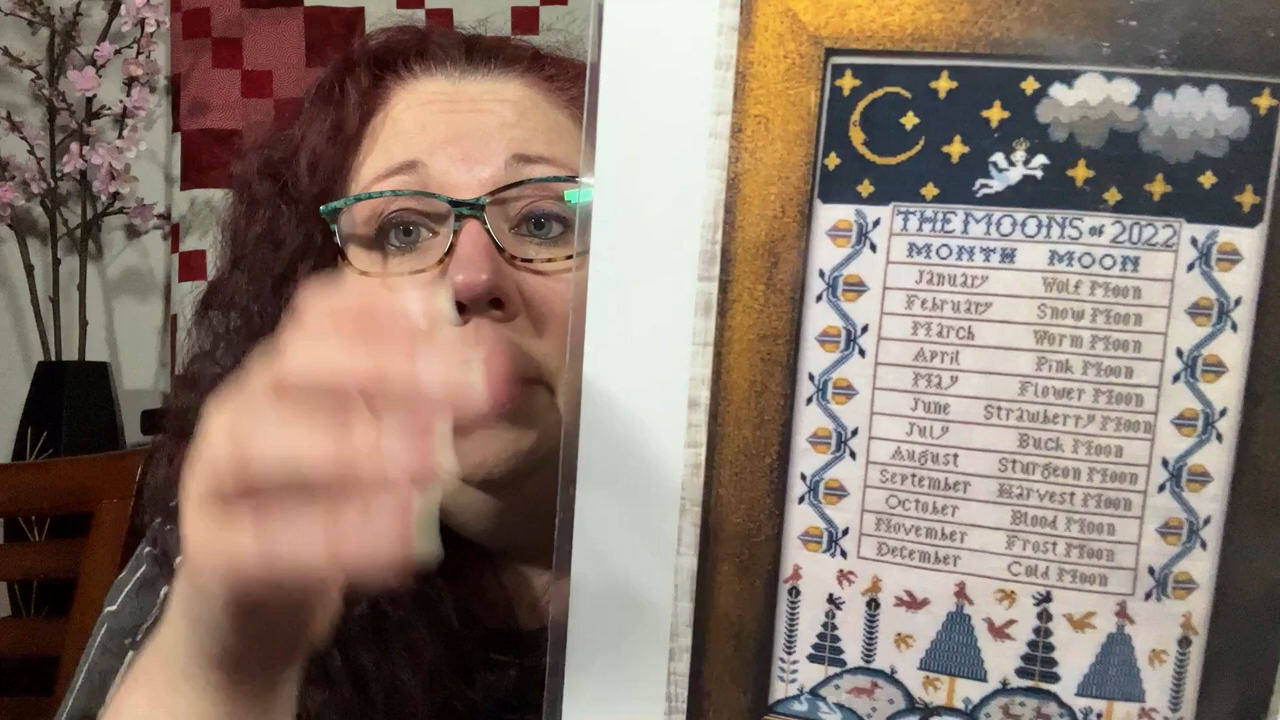 THE MOONS of 2022
MONTH MOON
January Wolf Moon
February Snow Moon
March Worm Moon
April Pink Moon
May Flower Moon
June Strawberry Moon
July Buck Moon
August Sturgeon Moon
September Harvest Moon
October Blood Moon
November Frost Moon
December Cold Moon